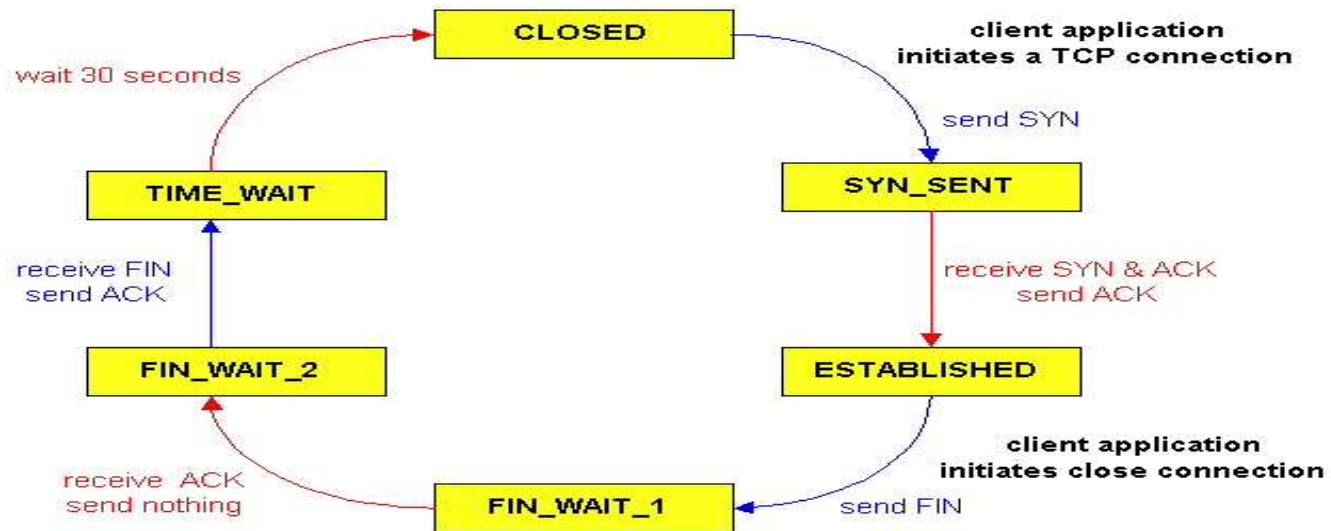 CLOSED
client application
initiates a TCP connection
wait 30 seconds
send SYN
TIME_WAIT
SYN_SENT
receive FIN
send ACK
receive SYN & ACK
send ACK
FIN_WAIT_2
ESTABLISHED
client application
initiates close connection
receive ACK
send nothing
FIN_WAIT_1
send FIN